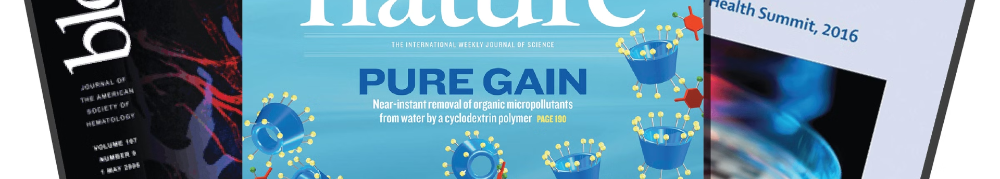 blo
JOURNAL OF
THE AMERICAN
SOCIETY OF
HEMATOLOGY
VOLUME 107
NUMBER 9
1 MAY 2006
nature
THE INTERNATIONAL WEEKLY JOURNAL OF SCIENCE
PURE GAIN
Near-instant removal of organic micropollutants
from water by a cyclodextrin polymer PAGE 190
Health Summit, 2016